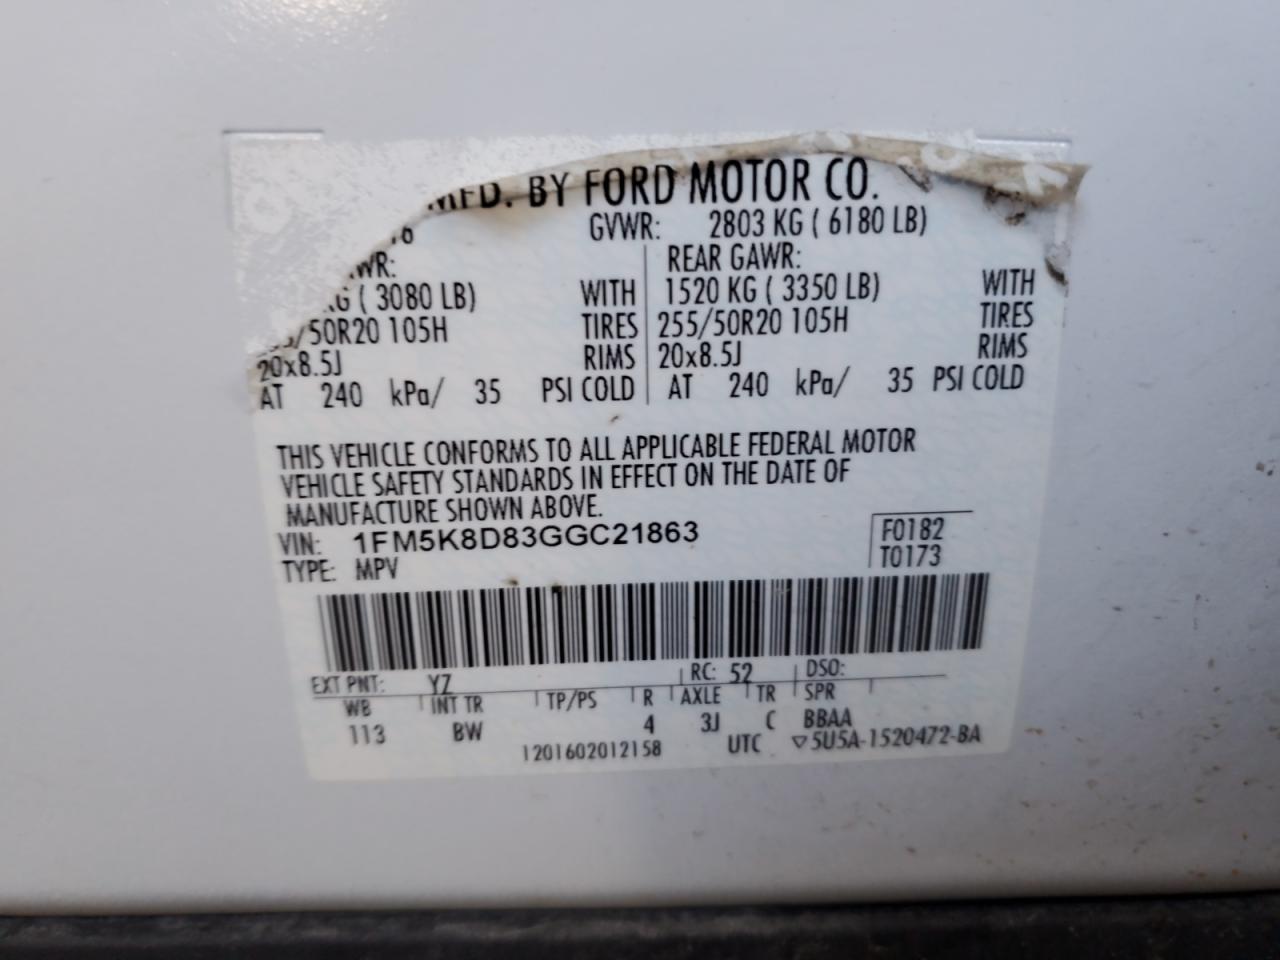 MFD. BY FORD MOTOR CO.
GVWR: 2803 KG ( 6180 LB)
REAR GAWR:
KG ( 3080 LB) WITH 1520 KG ( 3350 LB) WITH
/50R20 105H TIRES 255/50R20 105H TIRES
20x8.5J RIMS 20x8.5J RIMS
AT 240 kPa/ 35 PSI COLD AT 240 kPa/ 35 PSI COLD
THIS VEHICLE CONFORMS TO ALL APPLICABLE FEDERAL MOTOR
VEHICLE SAFETY STANDARDS IN EFFECT ON THE DATE OF
MANUFACTURE SHOWN ABOVE.
VIN: 1FM5K8D83GGC21863 F0182
TYPE: MPV T0173
EXT PNT: YZ RC: 52 DSO:
WB INT TR TP/PS R AXLE TR SPR
113 BW 4 3J C BBAA
1201602012158 UTC ▽5U5A-1520472-BA